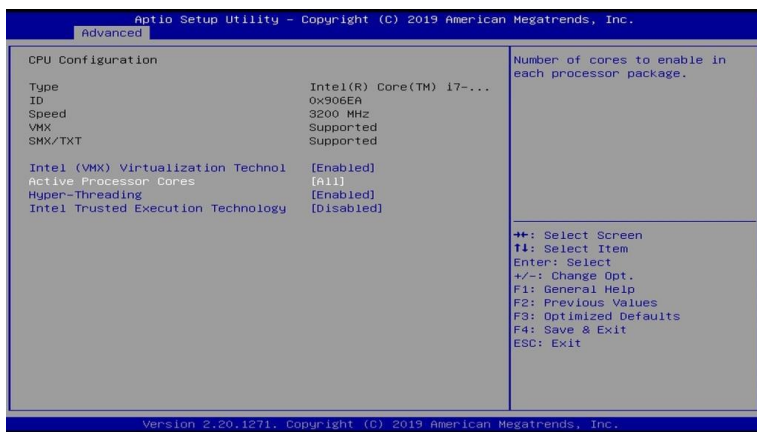 Aptio Setup Utility – Copyright (C) 2019 American Megatrends, Inc.
Advanced
CPU Configuration
Type Intel(R) Core(TM) i7-...
ID 0x906EA
Speed 3200 MHz
VMX Supported
SMX/TXT Supported
Intel (VMX) Virtualization Technol [Enabled]
Active Processor Cores [All]
Hyper-Threading [Enabled]
Intel Trusted Execution Technology [Disabled]
Number of cores to enable in
each processor package.
→←: Select Screen
↑↓: Select Item
Enter: Select
+/-: Change Opt.
F1: General Help
F2: Previous Values
F3: Optimized Defaults
F4: Save & Exit
ESC: Exit
Version 2.20.1271. Copyright (C) 2019 American Megatrends, Inc.